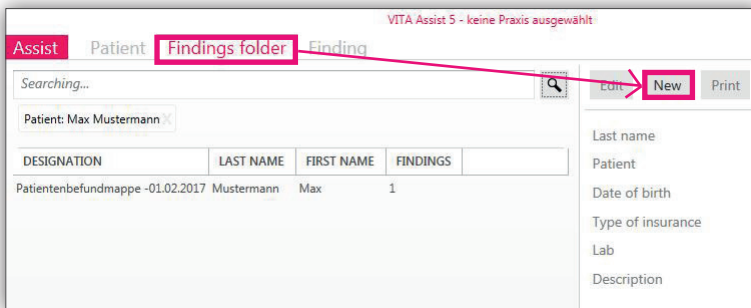 VITA Assist 5 - keine Praxis ausgewählt
Assist Patient Findings folder Finding
Searching...
Edit New Print
Patient: Max Mustermann X
DESIGNATION LAST NAME FIRST NAME FINDINGS
Patientenbefundmappe -01.02.2017 Mustermann Max 1
Last name
Patient
Date of birth
Type of insurance
Lab
Description